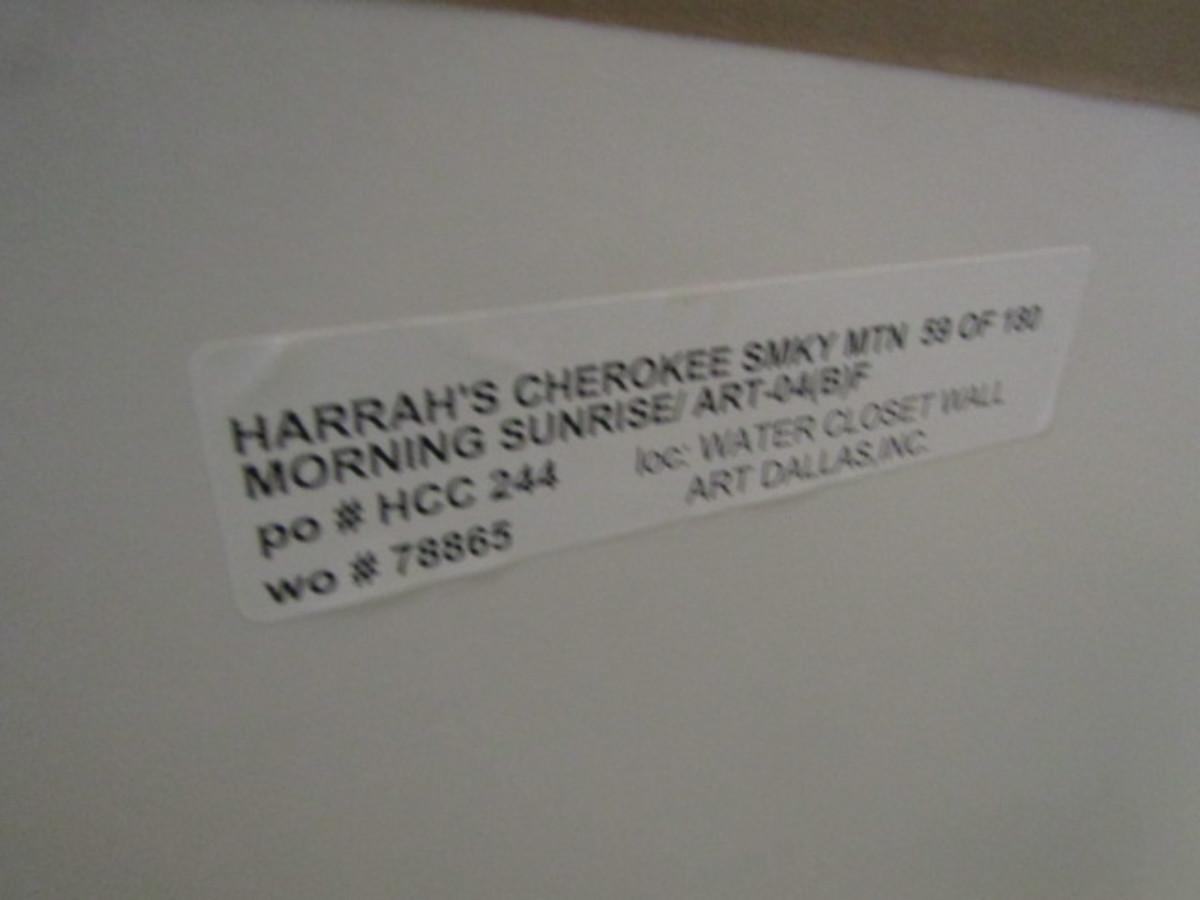 HARRAH'S CHEROKEE SMKY MTN 59 OF 180
MORNING SUNRISE/ ART-04(B)F
po # HCC 244 loc: WATER CLOSET WALL
wo # 78865 ART DALLAS,INC.